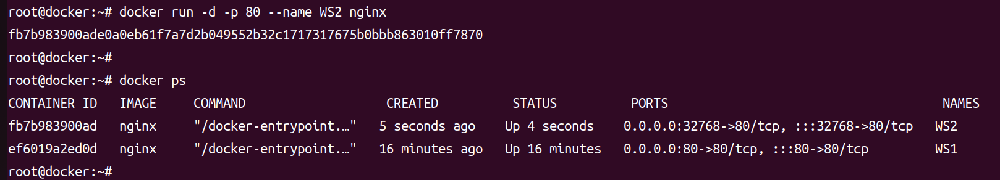 root@docker:~# docker run -d -p 80 --name WS2 nginx
fb7b983900ade0a0eb61f7a7d2b049552b32c1717317675b0bbb863010ff7870
root@docker:~#
root@docker:~# docker ps
CONTAINER ID   IMAGE     COMMAND                   CREATED          STATUS          PORTS                                     NAMES
fb7b983900ad   nginx     "/docker-entrypoint.…"   5 seconds ago    Up 4 seconds    0.0.0.0:32768->80/tcp, :::32768->80/tcp   WS2
ef6019a2ed0d   nginx     "/docker-entrypoint.…"   16 minutes ago   Up 16 minutes   0.0.0.0:80->80/tcp, :::80->80/tcp         WS1
root@docker:~#